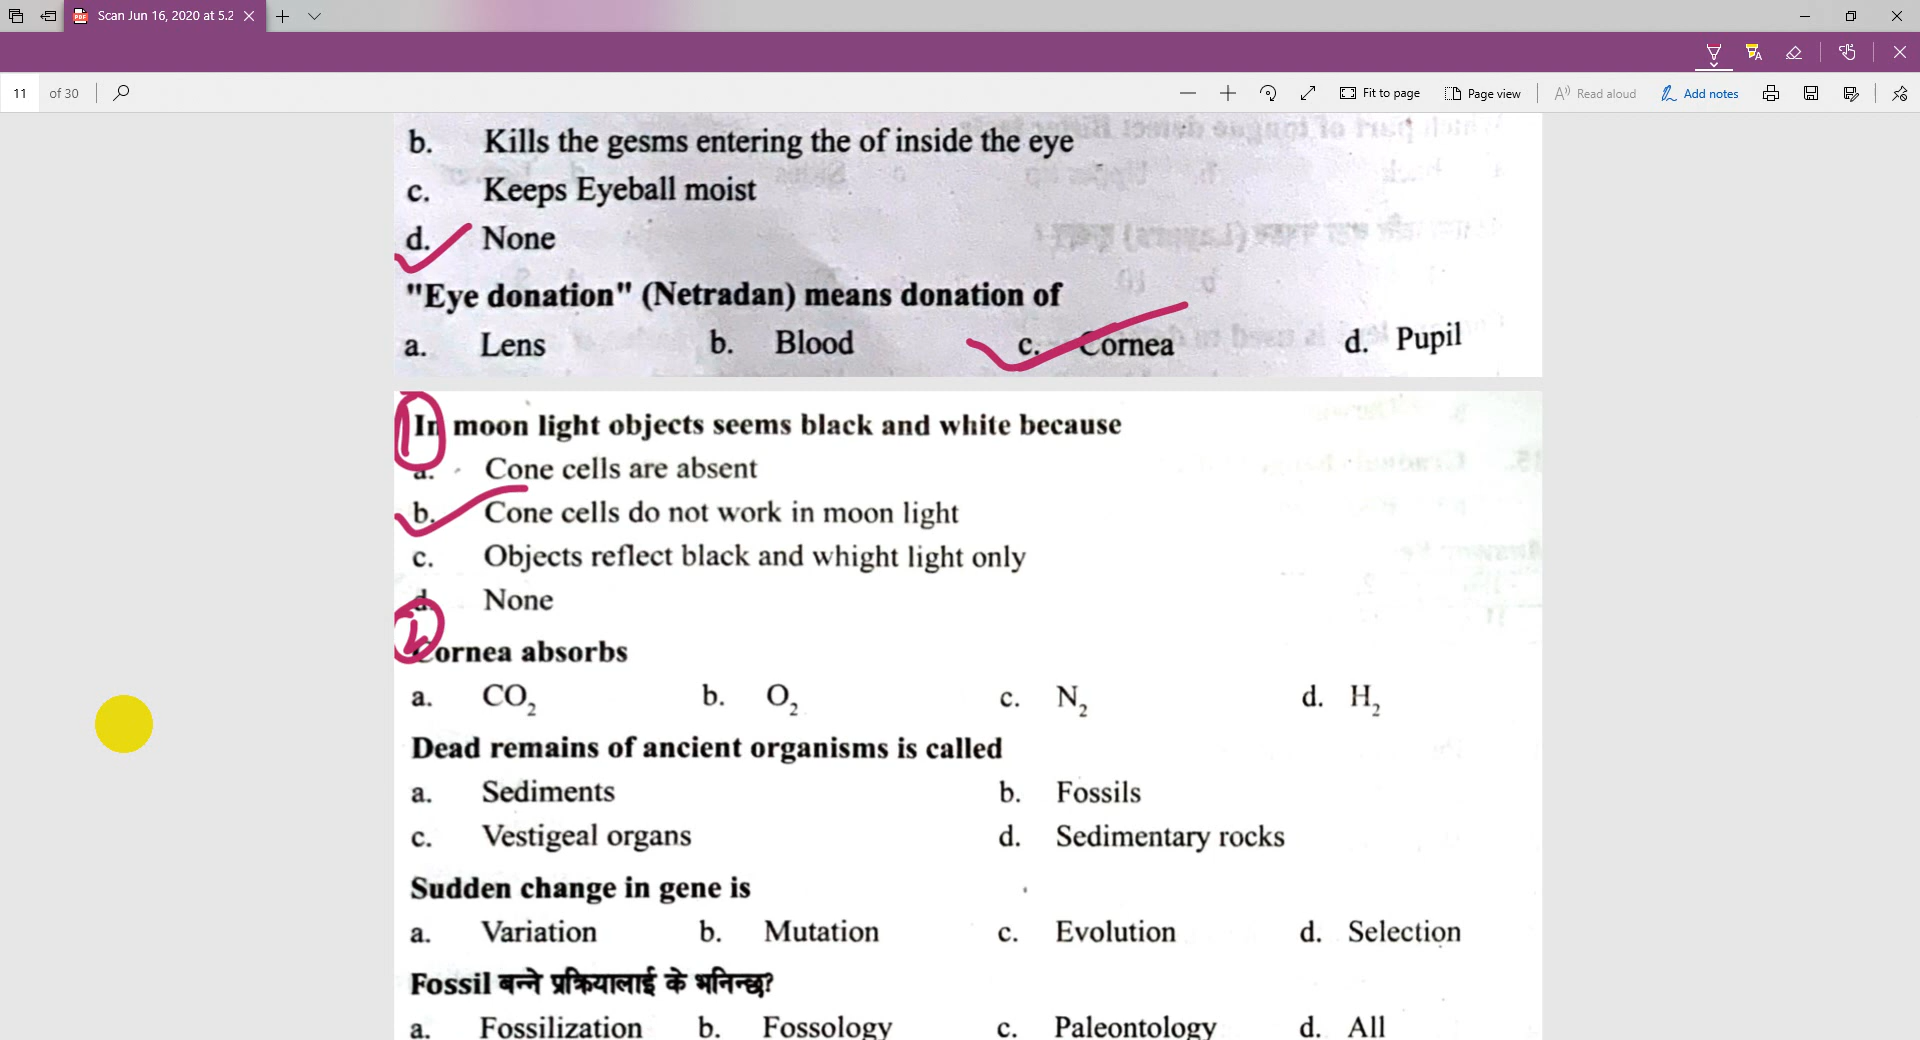 Scan Jun 16, 2020 at 5.2
11 of 30
Fit to page
Page view
Read aloud
Add notes
b. Kills the gesms entering the of inside the eye
c. Keeps Eyeball moist
d. None
"Eye donation" (Netradan) means donation of
a. Lens b. Blood c. Cornea d. Pupil
1
In moon light objects seems black and white because
a. Cone cells are absent
b. Cone cells do not work in moon light
c. Objects reflect black and whight light only
d. None
Cornea absorbs
a. CO₂ b. O₂ c. N₂ d. H₂
Dead remains of ancient organisms is called
a. Sediments b. Fossils
c. Vestigeal organs d. Sedimentary rocks
Sudden change in gene is
a. Variation b. Mutation c. Evolution d. Selection
Fossil बन्ने प्रक्रियालाई के भनिन्छ?
a. Fossilization b. Fossology c. Paleontology d. All